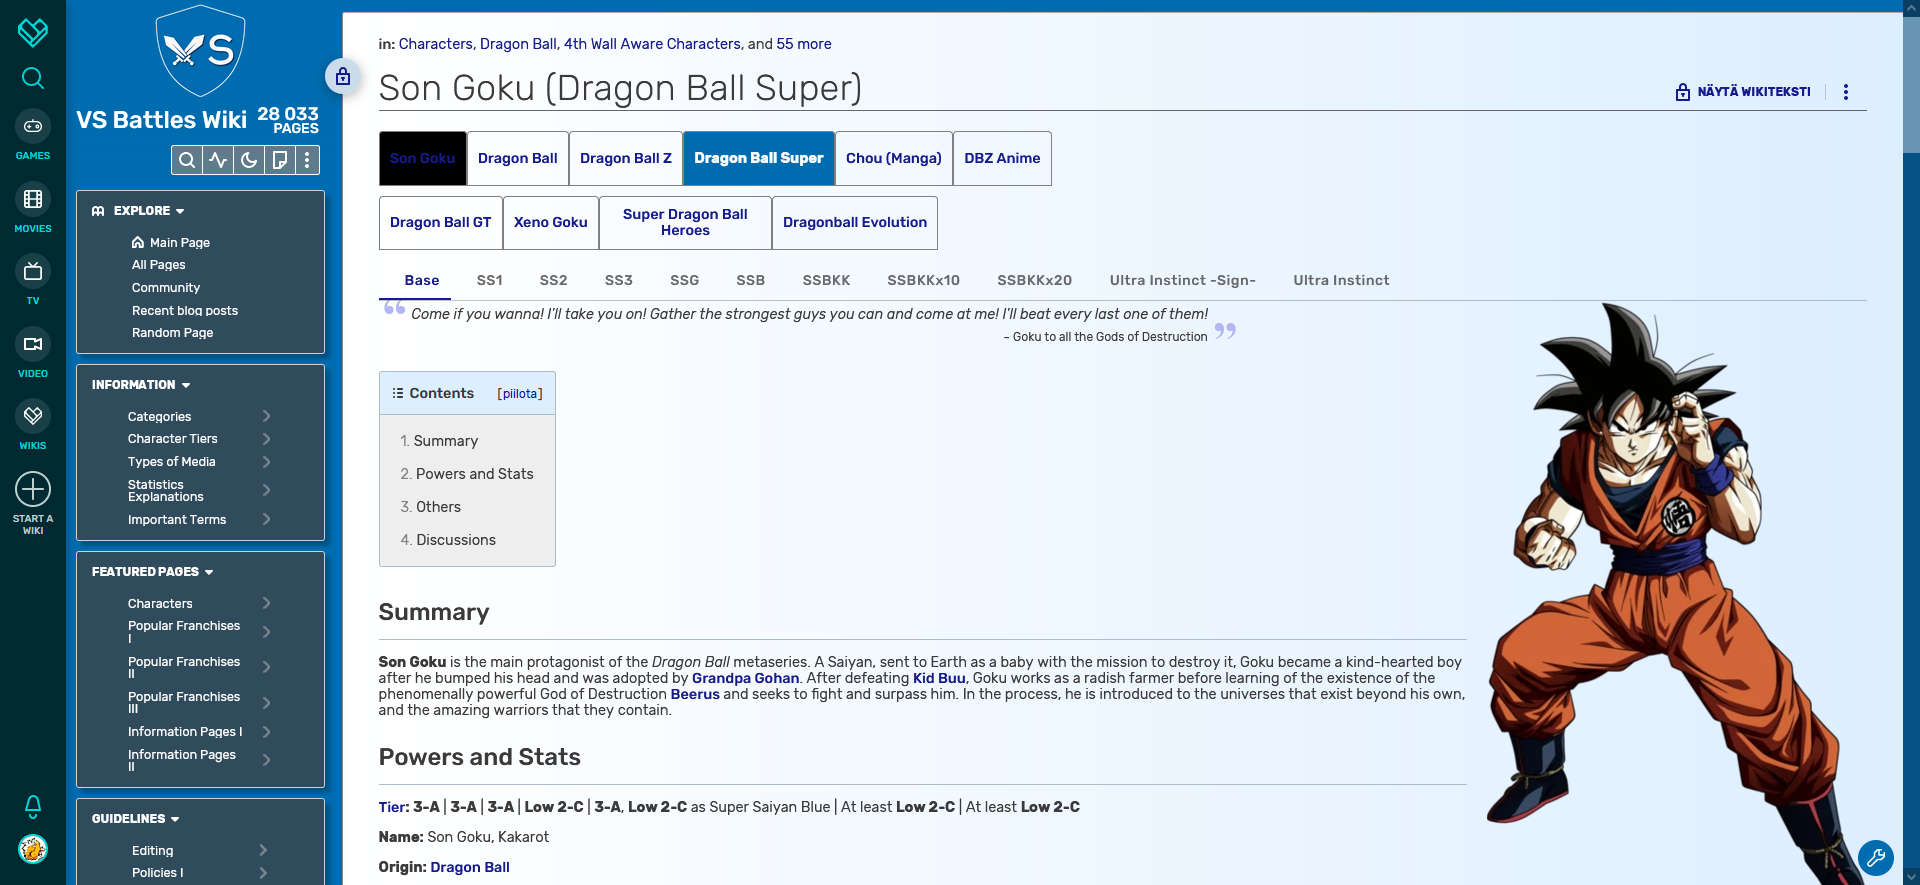 in: Characters, Dragon Ball, 4th Wall Aware Characters, and 55 more
Son Goku (Dragon Ball Super)
NÄYTÄ WIKITEKSTI
VS
VS Battles Wiki
28 033
PAGES
GAMES
MOVIES
TV
VIDEO
WIKIS
START A
WIKI
EXPLORE
Main Page
All Pages
Community
Recent blog posts
Random Page
INFORMATION
Categories
Character Tiers
Types of Media
Statistics
Explanations
Important Terms
FEATURED PAGES
Characters
Popular Franchises
I
Popular Franchises
II
Popular Franchises
III
Information Pages I
Information Pages
II
GUIDELINES
Editing
Policies I
Son Goku
Dragon Ball
Dragon Ball Z
Dragon Ball Super
Chou (Manga)
DBZ Anime
Dragon Ball GT
Xeno Goku
Super Dragon Ball
Heroes
Dragonball Evolution
Base
SS1
SS2
SS3
SSG
SSB
SSBKK
SSBKKx10
SSBKKx20
Ultra Instinct -Sign-
Ultra Instinct
“ Come if you wanna! I'll take you on! Gather the strongest guys you can and come at me! I'll beat every last one of them!
– Goku to all the Gods of Destruction ”
Contents [piilota]
1. Summary
2. Powers and Stats
3. Others
4. Discussions
悟
Summary
Son Goku is the main protagonist of the Dragon Ball metaseries. A Saiyan, sent to Earth as a baby with the mission to destroy it, Goku became a kind-hearted boy
after he bumped his head and was adopted by Grandpa Gohan. After defeating Kid Buu, Goku works as a radish farmer before learning of the existence of the
phenomenally powerful God of Destruction Beerus and seeks to fight and surpass him. In the process, he is introduced to the universes that exist beyond his own,
and the amazing warriors that they contain.
Powers and Stats
Tier: 3-A | 3-A | 3-A | Low 2-C | 3-A, Low 2-C as Super Saiyan Blue | At least Low 2-C | At least Low 2-C
Name: Son Goku, Kakarot
Origin: Dragon Ball